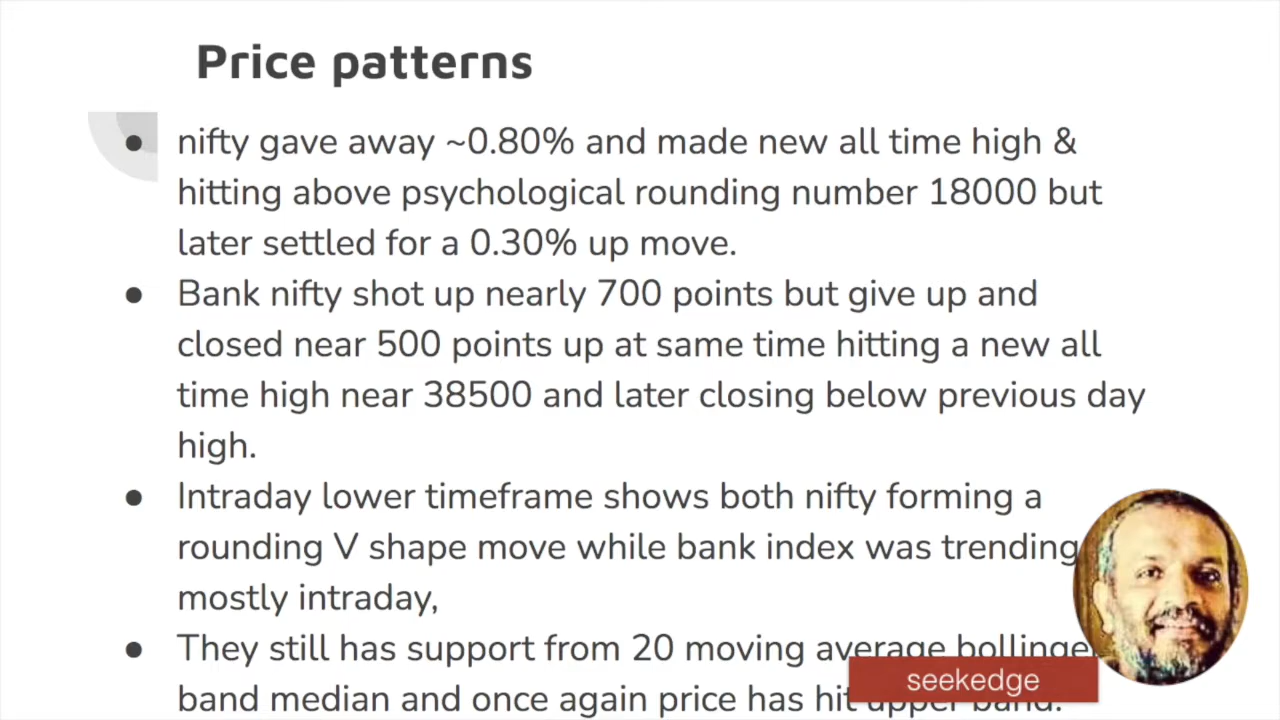 Price patterns
● nifty gave away ~0.80% and made new all time high &
hitting above psychological rounding number 18000 but
later settled for a 0.30% up move.
● Bank nifty shot up nearly 700 points but give up and
closed near 500 points up at same time hitting a new all
time high near 38500 and later closing below previous day
high.
● Intraday lower timeframe shows both nifty forming a
rounding V shape move while bank index was trending
mostly intraday,
● They still has support from 20 moving average bollinger
band median and once again price has hit upper band.
seekedge